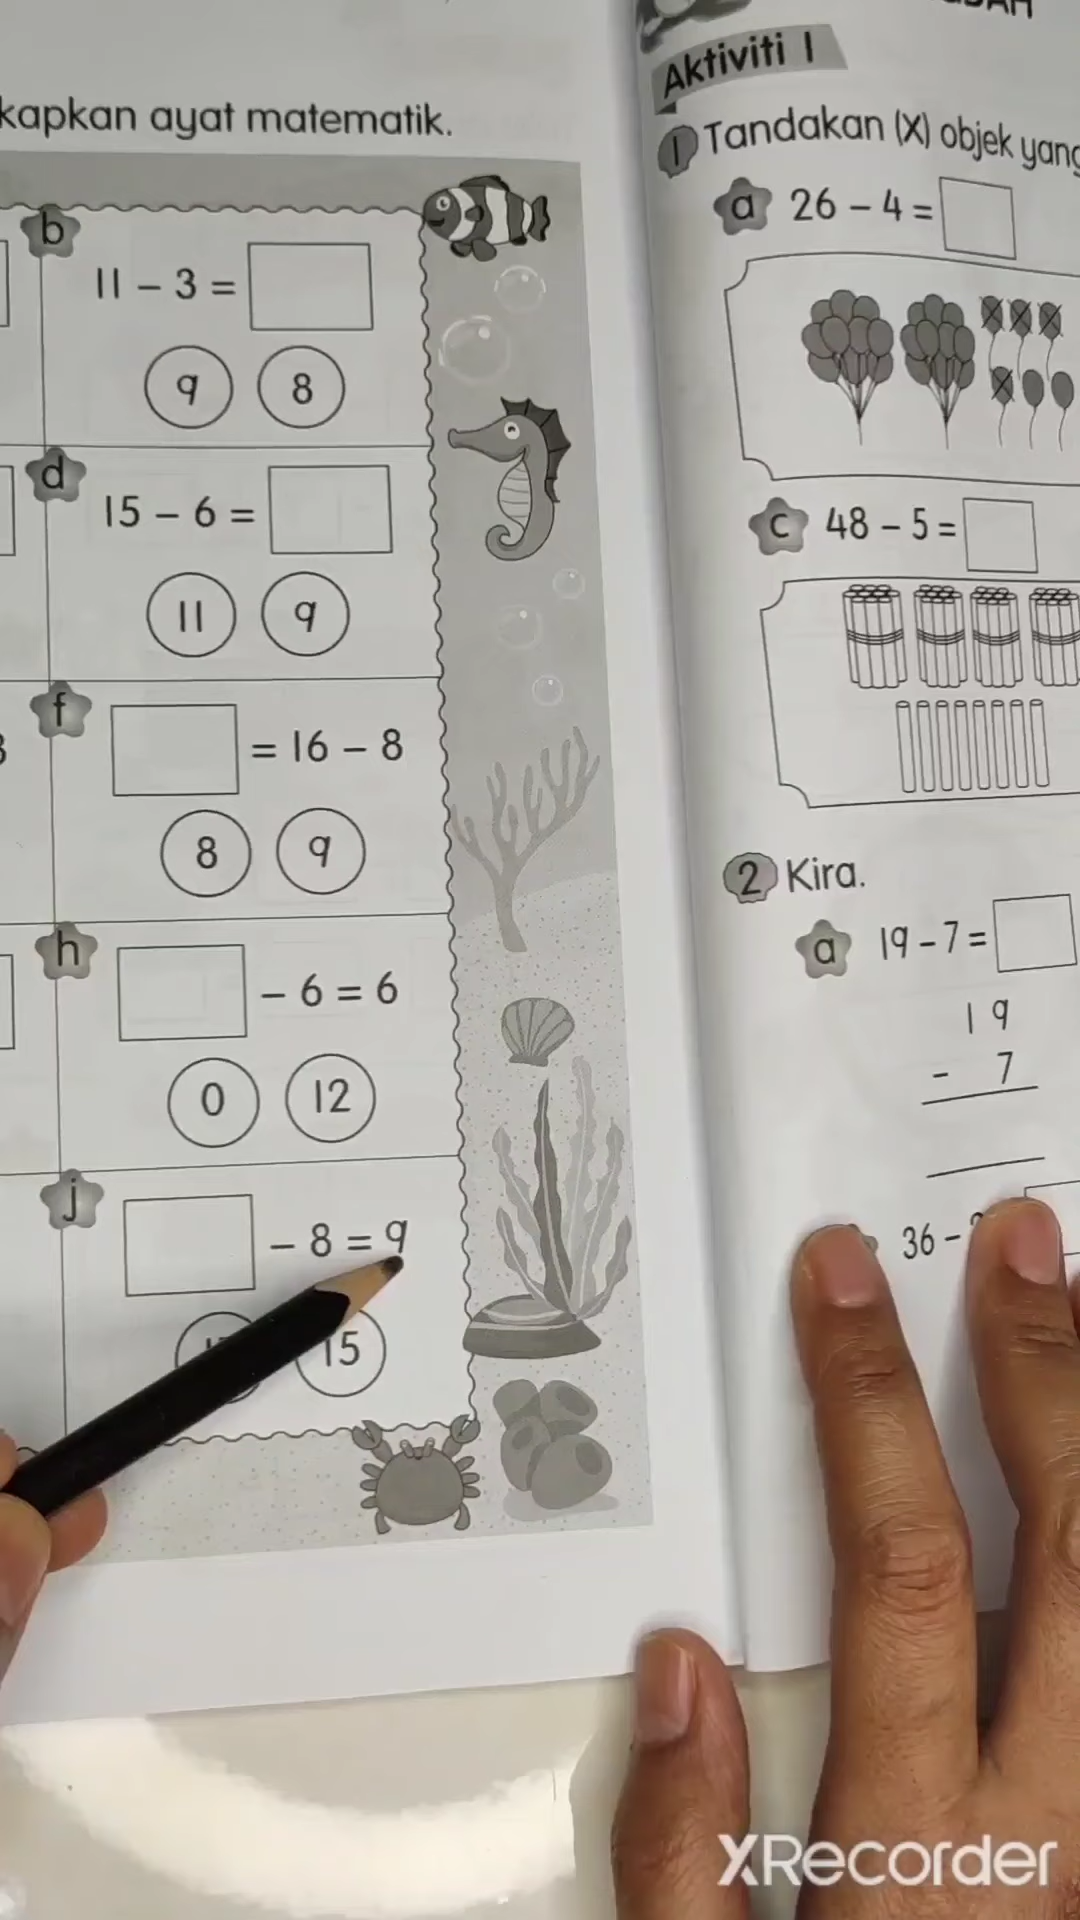 kapkan ayat matematik.
b
11 – 3 =
9 8
d
15 – 6 =
11 9
f
= 16 – 8
8 9
h
– 6 = 6
0 12
j
– 8 = 9
15
Aktiviti 1
1 Tandakan (X) objek yang
a 26 – 4 =
c 48 – 5 =
2 Kira.
a 19 – 7 =
1 9
– 7
36 –
XRecorder